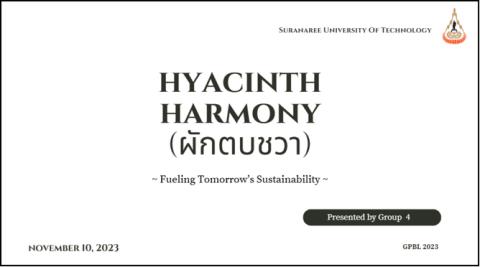 Suranaree University Of Technology
HYACINTH
HARMONY
(ผักตบชวา)
~ Fueling Tomorrow's Sustainability ~
Presented by Group 4
NOVEMBER 10, 2023
GPBL 2023